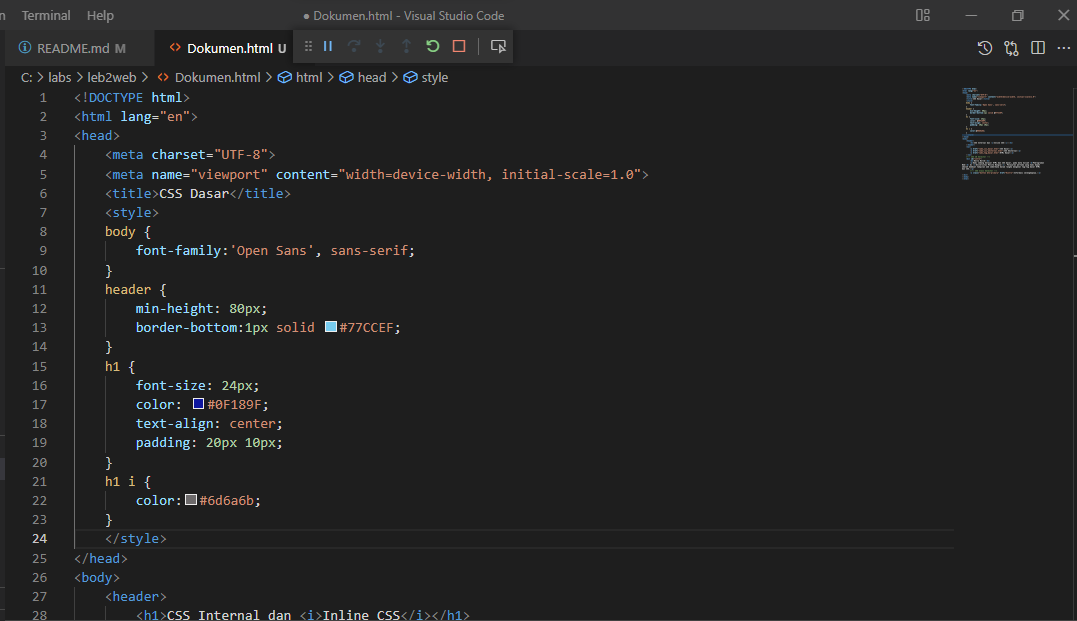 Terminal Help ● Dokumen.html - Visual Studio Code
README.md M Dokumen.html U
C: > labs > leb2web > Dokumen.html > html > head > style
1 <!DOCTYPE html>
2 <html lang="en">
3 <head>
4 <meta charset="UTF-8">
5 <meta name="viewport" content="width=device-width, initial-scale=1.0">
6 <title>CSS Dasar</title>
7 <style>
8 body {
9 font-family:'Open Sans', sans-serif;
10 }
11 header {
12 min-height: 80px;
13 border-bottom:1px solid #77CCEF;
14 }
15 h1 {
16 font-size: 24px;
17 color: #0F189F;
18 text-align: center;
19 padding: 20px 10px;
20 }
21 h1 i {
22 color:#6d6a6b;
23 }
24 </style>
25 </head>
26 <body>
27 <header>
28 <h1>CSS Internal dan <i>Inline CSS</i></h1>